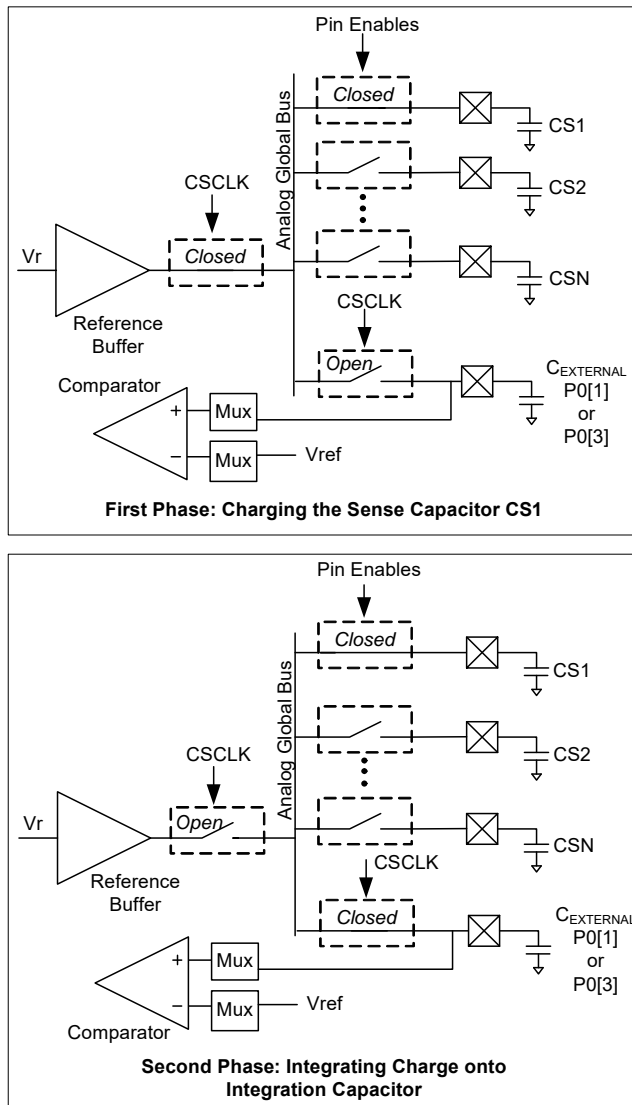 Pin Enables
Closed
CS1
Analog Global Bus
CSCLK
CS2
Vr
Closed
CSN
Reference
Buffer
CSCLK
Open
Comparator
CEXTERNAL
P0[1]
or
P0[3]
+
Mux
−
Mux
Vref
First Phase: Charging the Sense Capacitor CS1
Pin Enables
Closed
CS1
Analog Global Bus
CSCLK
CS2
Vr
Open
CSN
Reference
Buffer
CSCLK
Closed
CEXTERNAL
P0[1]
or
P0[3]
+
Mux
−
Mux
Vref
Comparator
Second Phase: Integrating Charge onto
Integration Capacitor